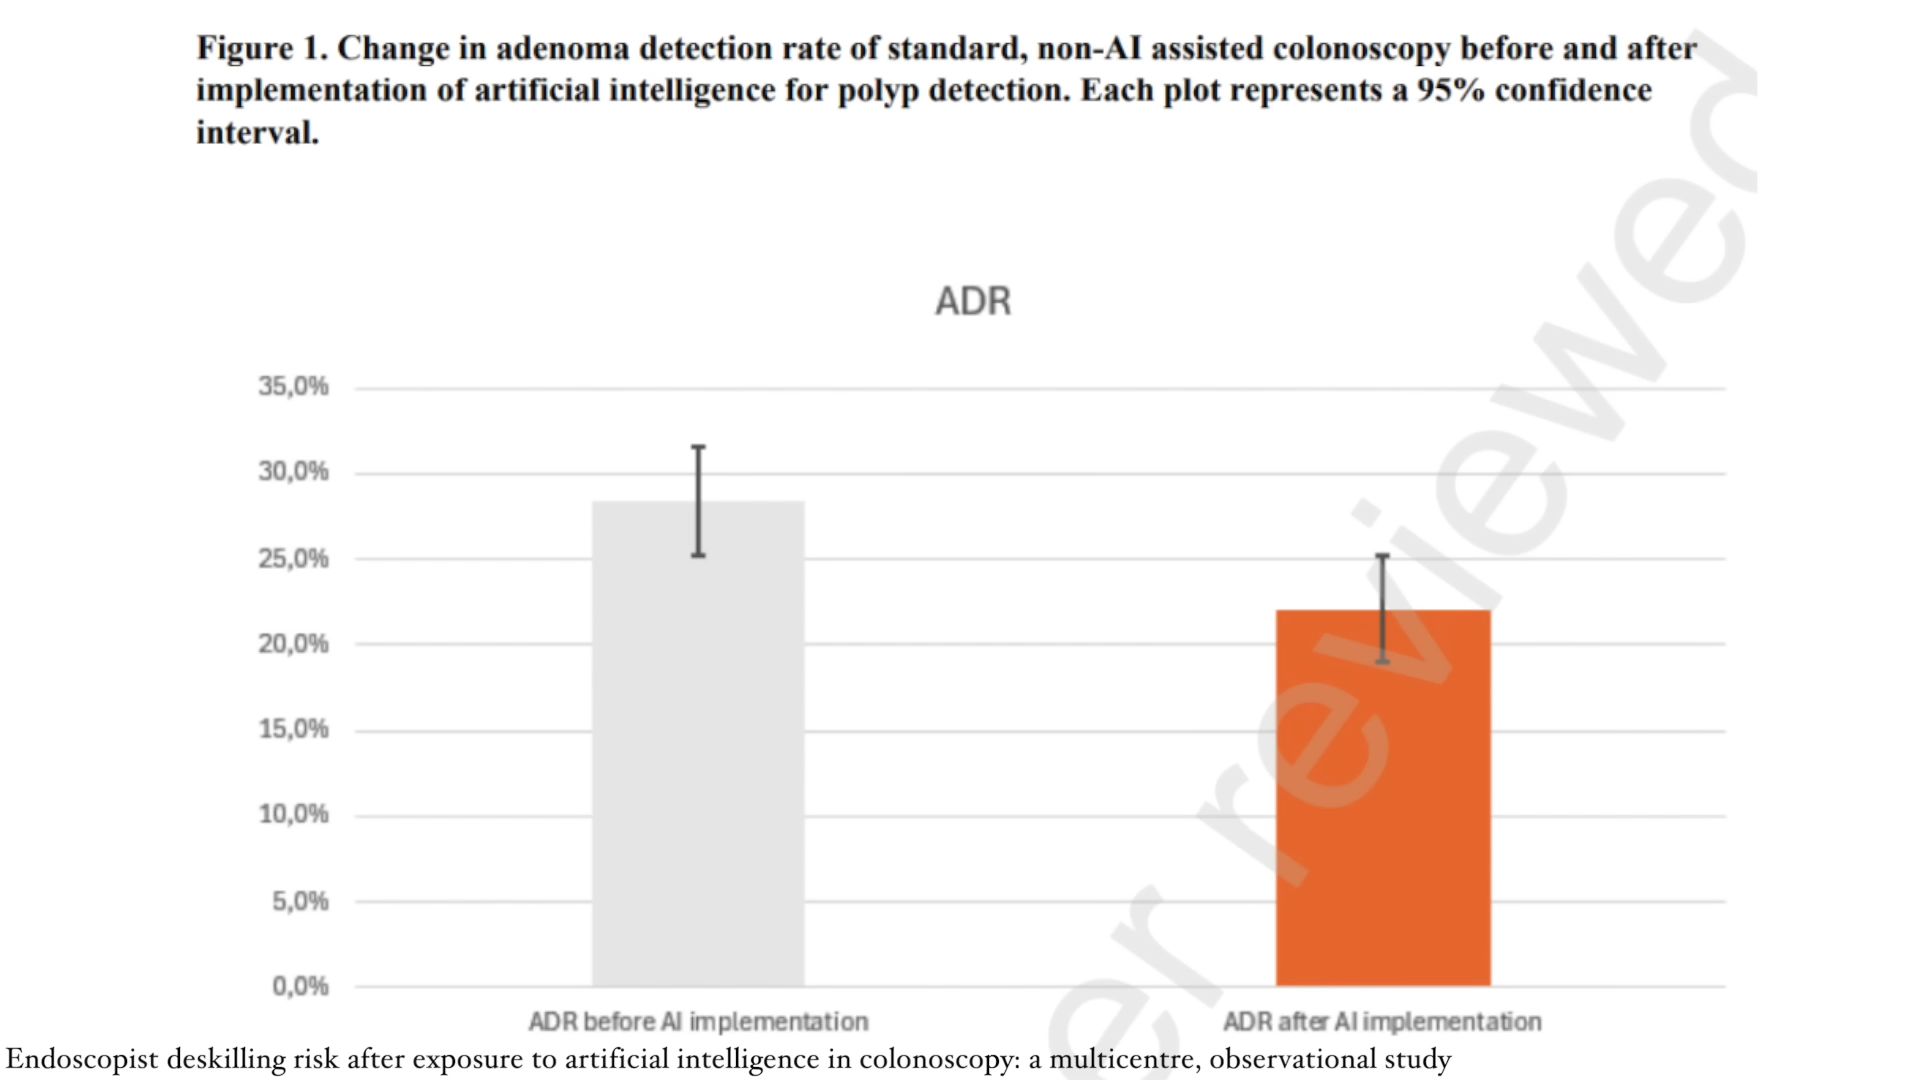 Figure 1. Change in adenoma detection rate of standard, non-AI assisted colonoscopy before and after
implementation of artificial intelligence for polyp detection. Each plot represents a 95% confidence
interval.
ADR
35,0%
30,0%
25,0%
20,0%
15,0%
10,0%
5,0%
0,0%
ADR before AI implementation
ADR after AI implementation
er reviewed
Endoscopist deskilling risk after exposure to artificial intelligence in colonoscopy: a multicentre, observational study